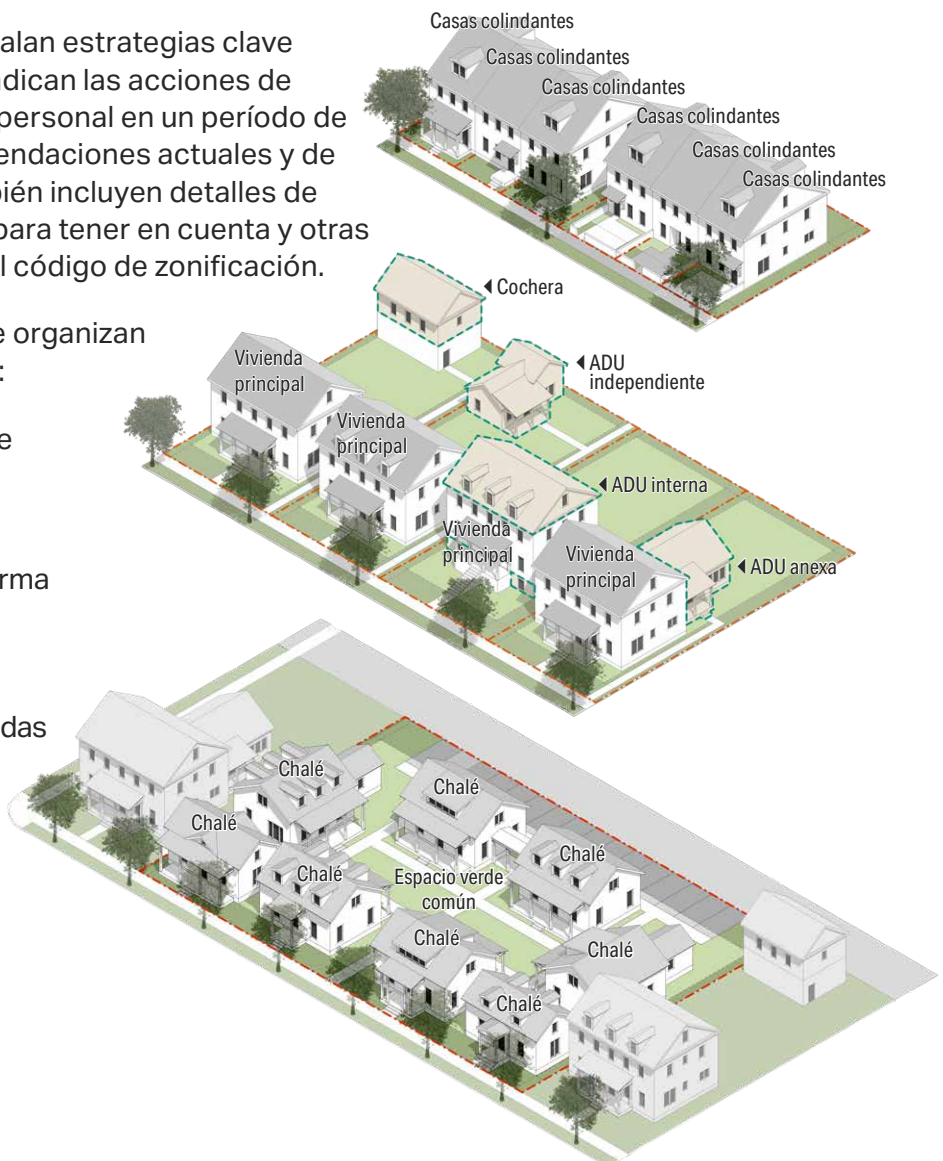 alan estrategias clave
ndican las acciones de
personal en un período de
endaciones actuales y de
bién incluyen detalles de
para tener en cuenta y otras
l código de zonificación.
e organizan
:
e
rma
das
Casas colindantes
Casas colindantes
Casas colindantes
Casas colindantes
Casas colindantes
Casas colindantes
Cochera
ADU
independiente
Vivienda
principal
Vivienda
principal
ADU interna
Vivienda
principal
Vivienda
principal
ADU anexa
Chalé
Chalé
Chalé
Chalé
Chalé
Espacio verde
común
Chalé
Chalé
Chalé